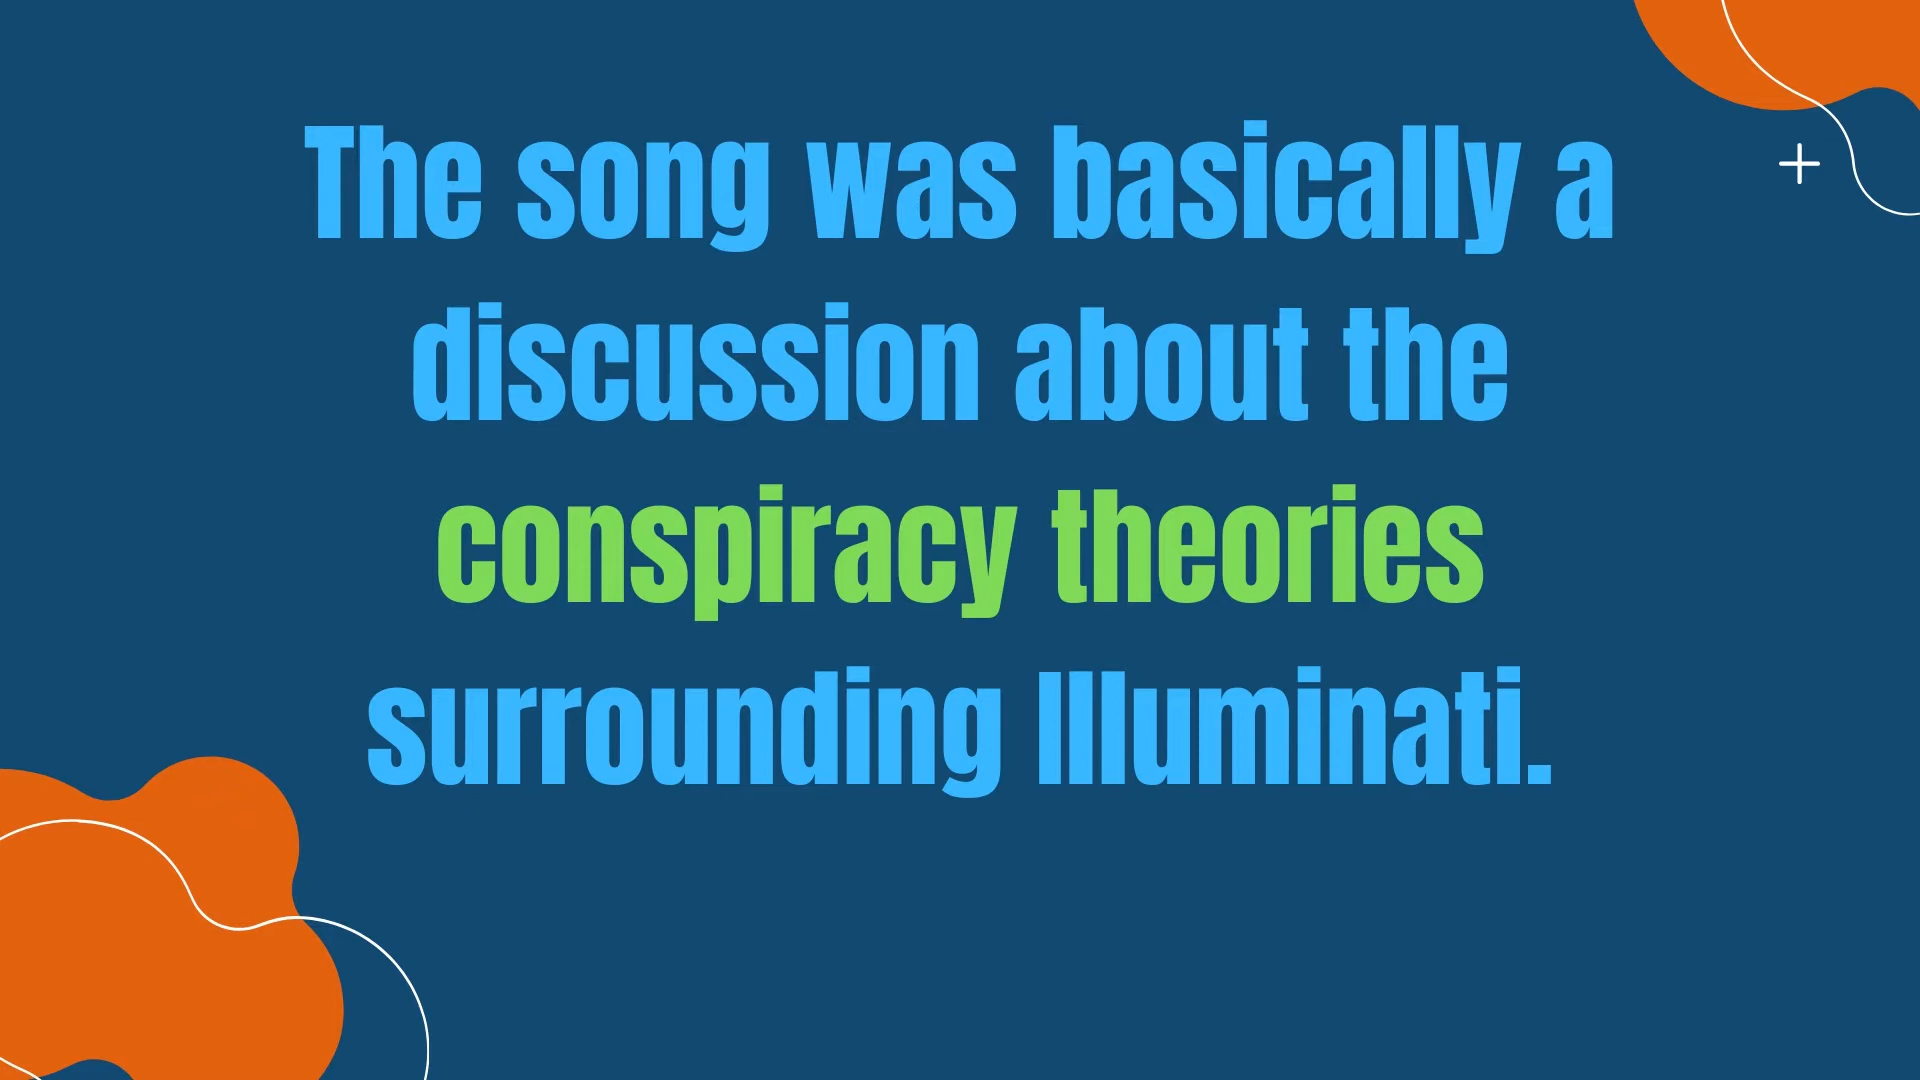 The song was basically a
discussion about the
conspiracy theories
surrounding Illuminati.